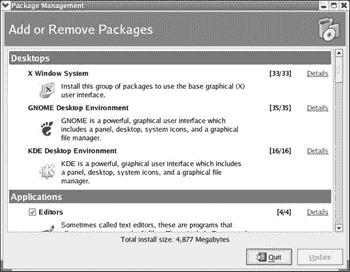 Package Management
Add or Remove Packages
Desktops
X Window System [33/33] Details
Install this group of packages to use the base graphical (X)
user interface.
GNOME Desktop Environment [35/35] Details
GNOME is a powerful, graphical user interface which
includes a panel, desktop, system icons, and a graphical
file manager.
KDE Desktop Environment [16/16] Details
KDE is a powerful, graphical user interface which includes
a panel, desktop, system icons, and a graphical file
manager.
Applications
Editors [4/4] Details
Sometimes called text editors, these are programs that
Total install size: 4,877 Megabytes
Quit Update